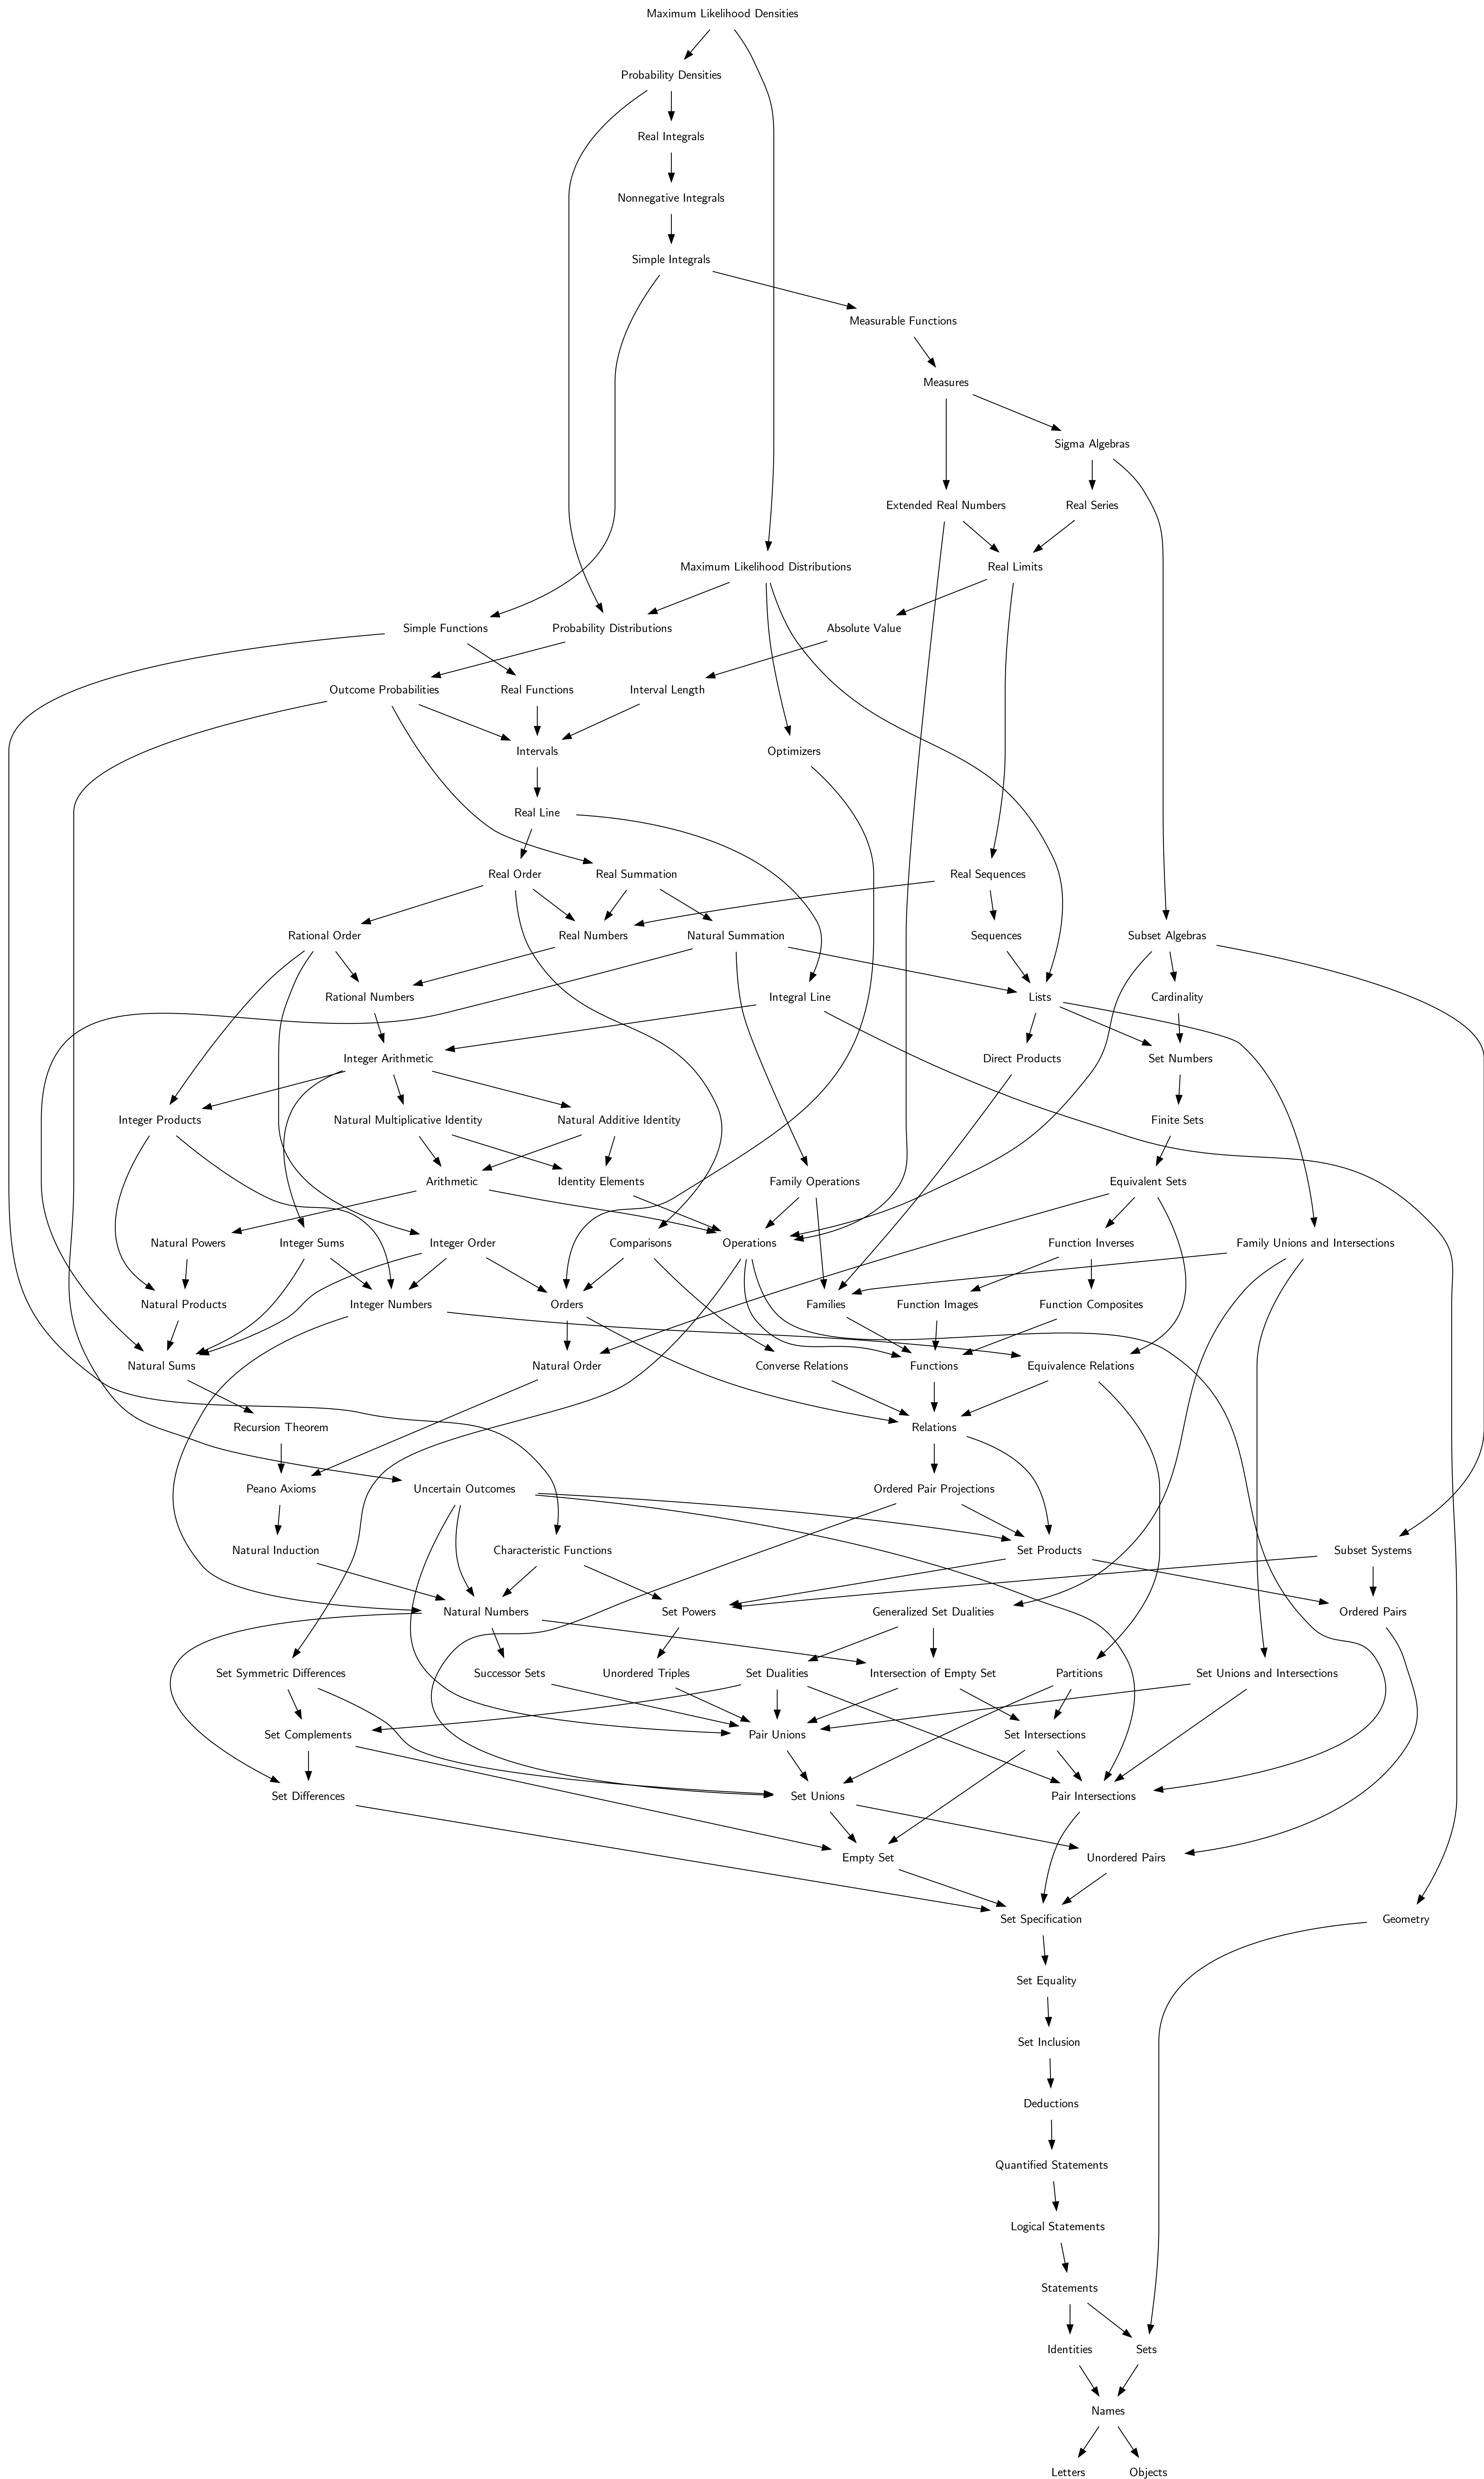 Maximum Likelihood Densities
Probability Densities
Real Integrals
Nonnegative Integrals
Simple Integrals
Measurable Functions
Measures
Sigma Algebras
Extended Real Numbers
Real Series
Maximum Likelihood Distributions
Real Limits
Simple Functions
Probability Distributions
Absolute Value
Outcome Probabilities
Real Functions
Interval Length
Intervals
Optimizers
Real Line
Real Order
Real Summation
Real Sequences
Rational Order
Real Numbers
Natural Summation
Sequences
Subset Algebras
Rational Numbers
Integral Line
Lists
Cardinality
Integer Arithmetic
Direct Products
Set Numbers
Integer Products
Natural Multiplicative Identity
Natural Additive Identity
Finite Sets
Arithmetic
Identity Elements
Family Operations
Equivalent Sets
Natural Powers
Integer Sums
Integer Order
Comparisons
Operations
Function Inverses
Family Unions and Intersections
Natural Products
Integer Numbers
Orders
Families
Function Images
Function Composites
Natural Sums
Natural Order
Converse Relations
Functions
Equivalence Relations
Recursion Theorem
Relations
Peano Axioms
Uncertain Outcomes
Ordered Pair Projections
Natural Induction
Characteristic Functions
Set Products
Subset Systems
Natural Numbers
Set Powers
Generalized Set Dualities
Ordered Pairs
Set Symmetric Differences
Successor Sets
Unordered Triples
Set Dualities
Intersection of Empty Set
Partitions
Set Unions and Intersections
Set Complements
Pair Unions
Set Intersections
Set Differences
Set Unions
Pair Intersections
Empty Set
Unordered Pairs
Set Specification
Geometry
Set Equality
Set Inclusion
Deductions
Quantified Statements
Logical Statements
Statements
Identities
Sets
Names
Letters
Objects